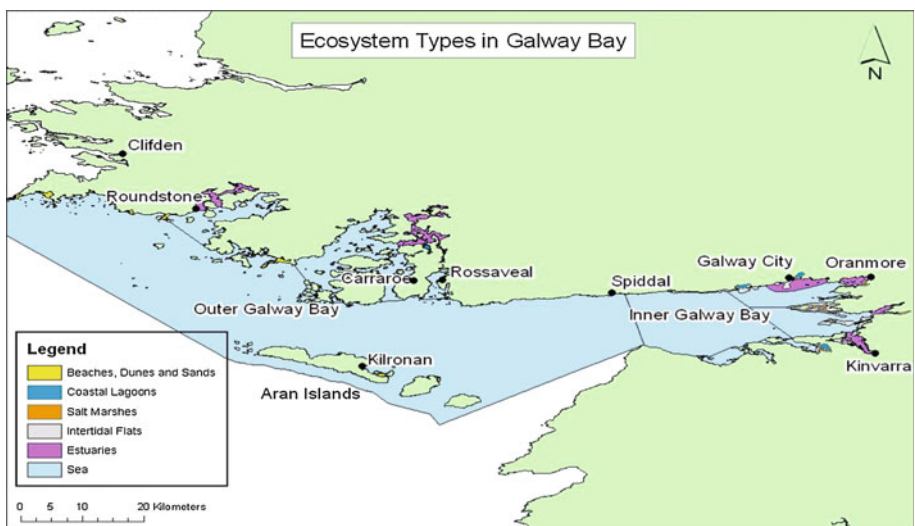 Ecosystem Types in Galway Bay
N
Clifden
Roundstone
Galway City
Oranmore
Carraroe
Rossaveal
Spiddal
Outer Galway Bay
Inner Galway Bay
Kilronan
Kinvarra
Aran Islands
Legend
Beaches, Dunes and Sands
Coastal Lagoons
Salt Marshes
Intertidal Flats
Estuaries
Sea
0 5 10 20 Kilometers